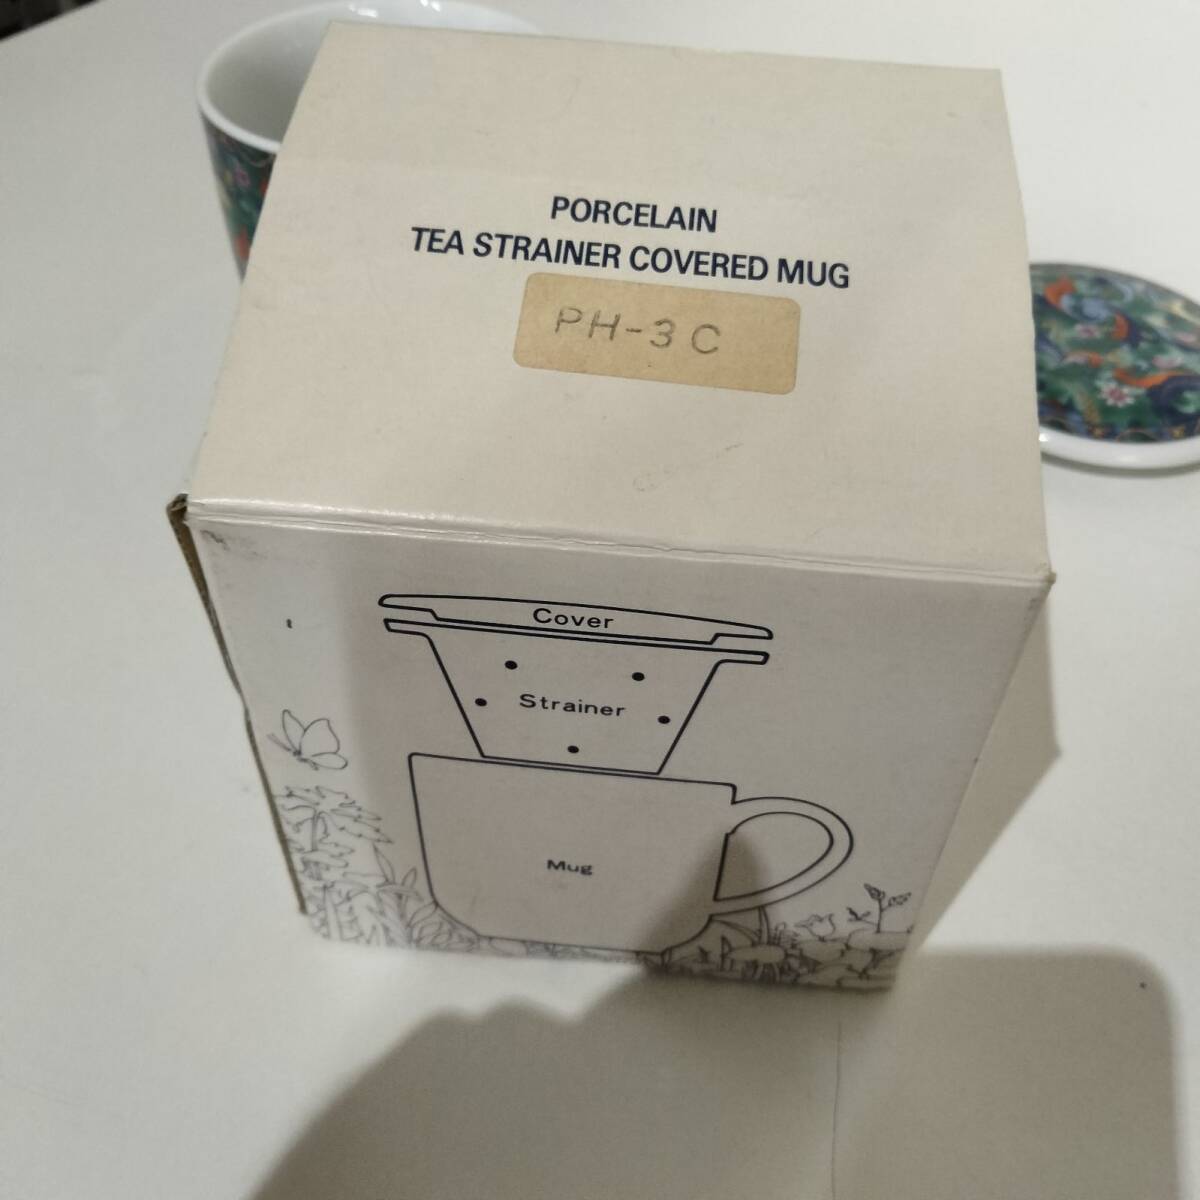 PORCELAIN
TEA STRAINER COVERED MUG
PH-3C
Cover
Strainer
Mug